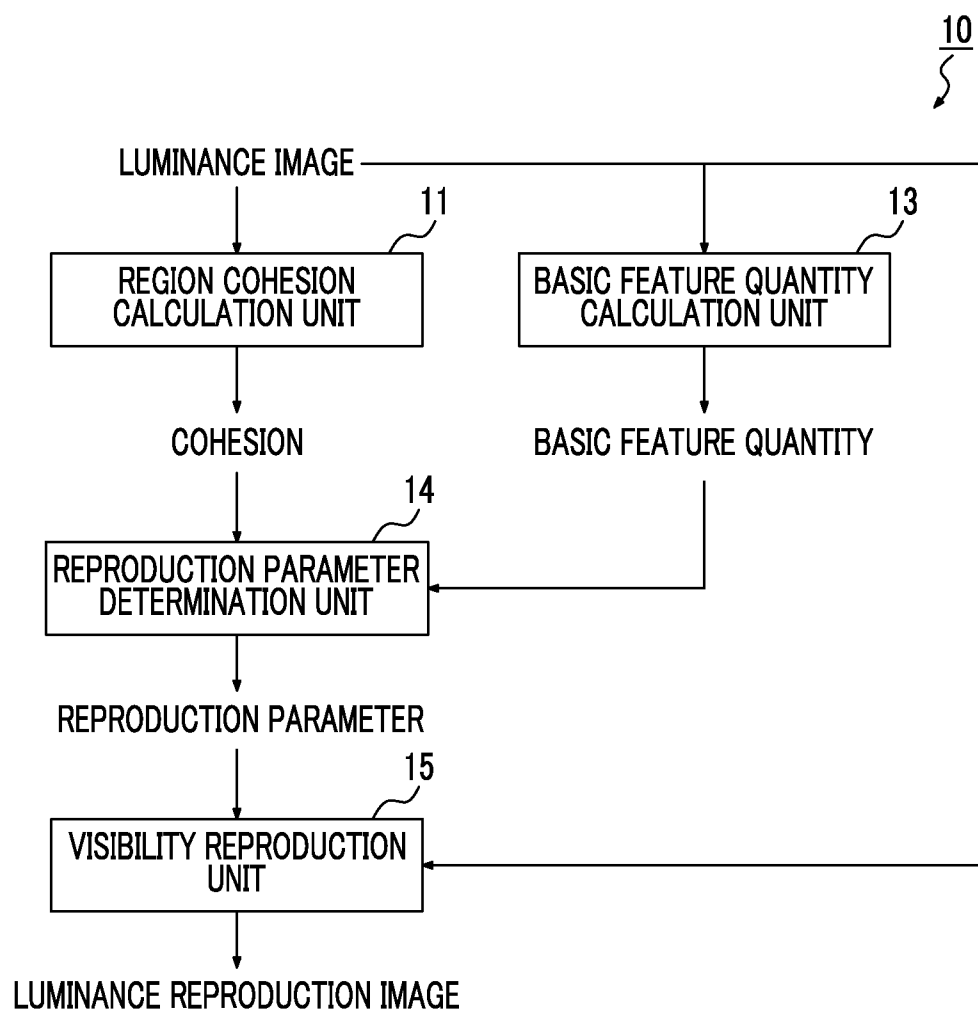 10
LUMINANCE IMAGE
11
13
REGION COHESION
CALCULATION UNIT
BASIC FEATURE QUANTITY
CALCULATION UNIT
COHESION
BASIC FEATURE QUANTITY
14
REPRODUCTION PARAMETER
DETERMINATION UNIT
REPRODUCTION PARAMETER
15
VISIBILITY REPRODUCTION
UNIT
LUMINANCE REPRODUCTION IMAGE